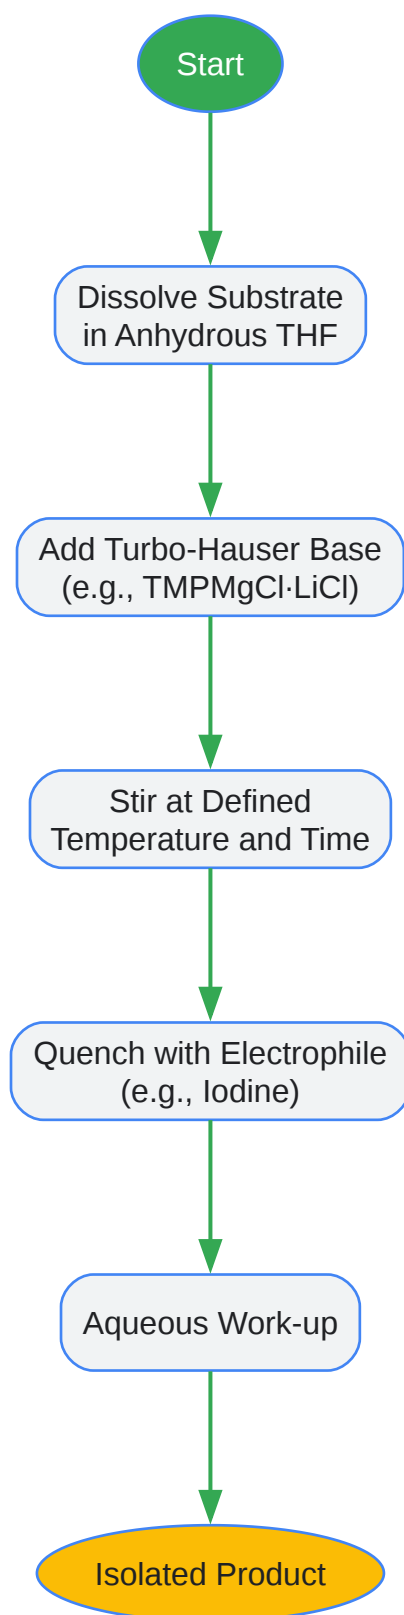 Start
Dissolve Substrate
in Anhydrous THF
Add Turbo-Hauser Base
(e.g., TMPMgCl·LiCl)
Stir at Defined
Temperature and Time
Quench with Electrophile
(e.g., Iodine)
Aqueous Work-up
Isolated Product